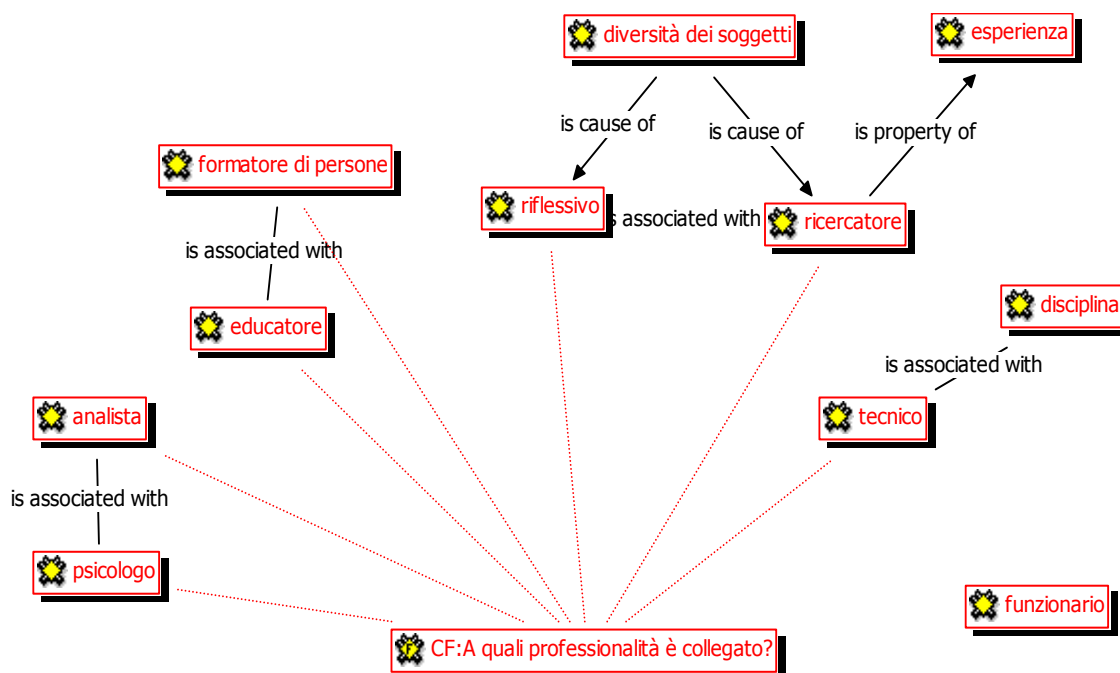 diversità dei soggetti
esperienza
is cause of
is cause of
is property of
formatore di persone
riflessivo
s associated with
ricercatore
is associated with
educatore
disciplina
is associated with
analista
tecnico
is associated with
psicologo
funzionario
F
CF:A quali professionalità è collegato?